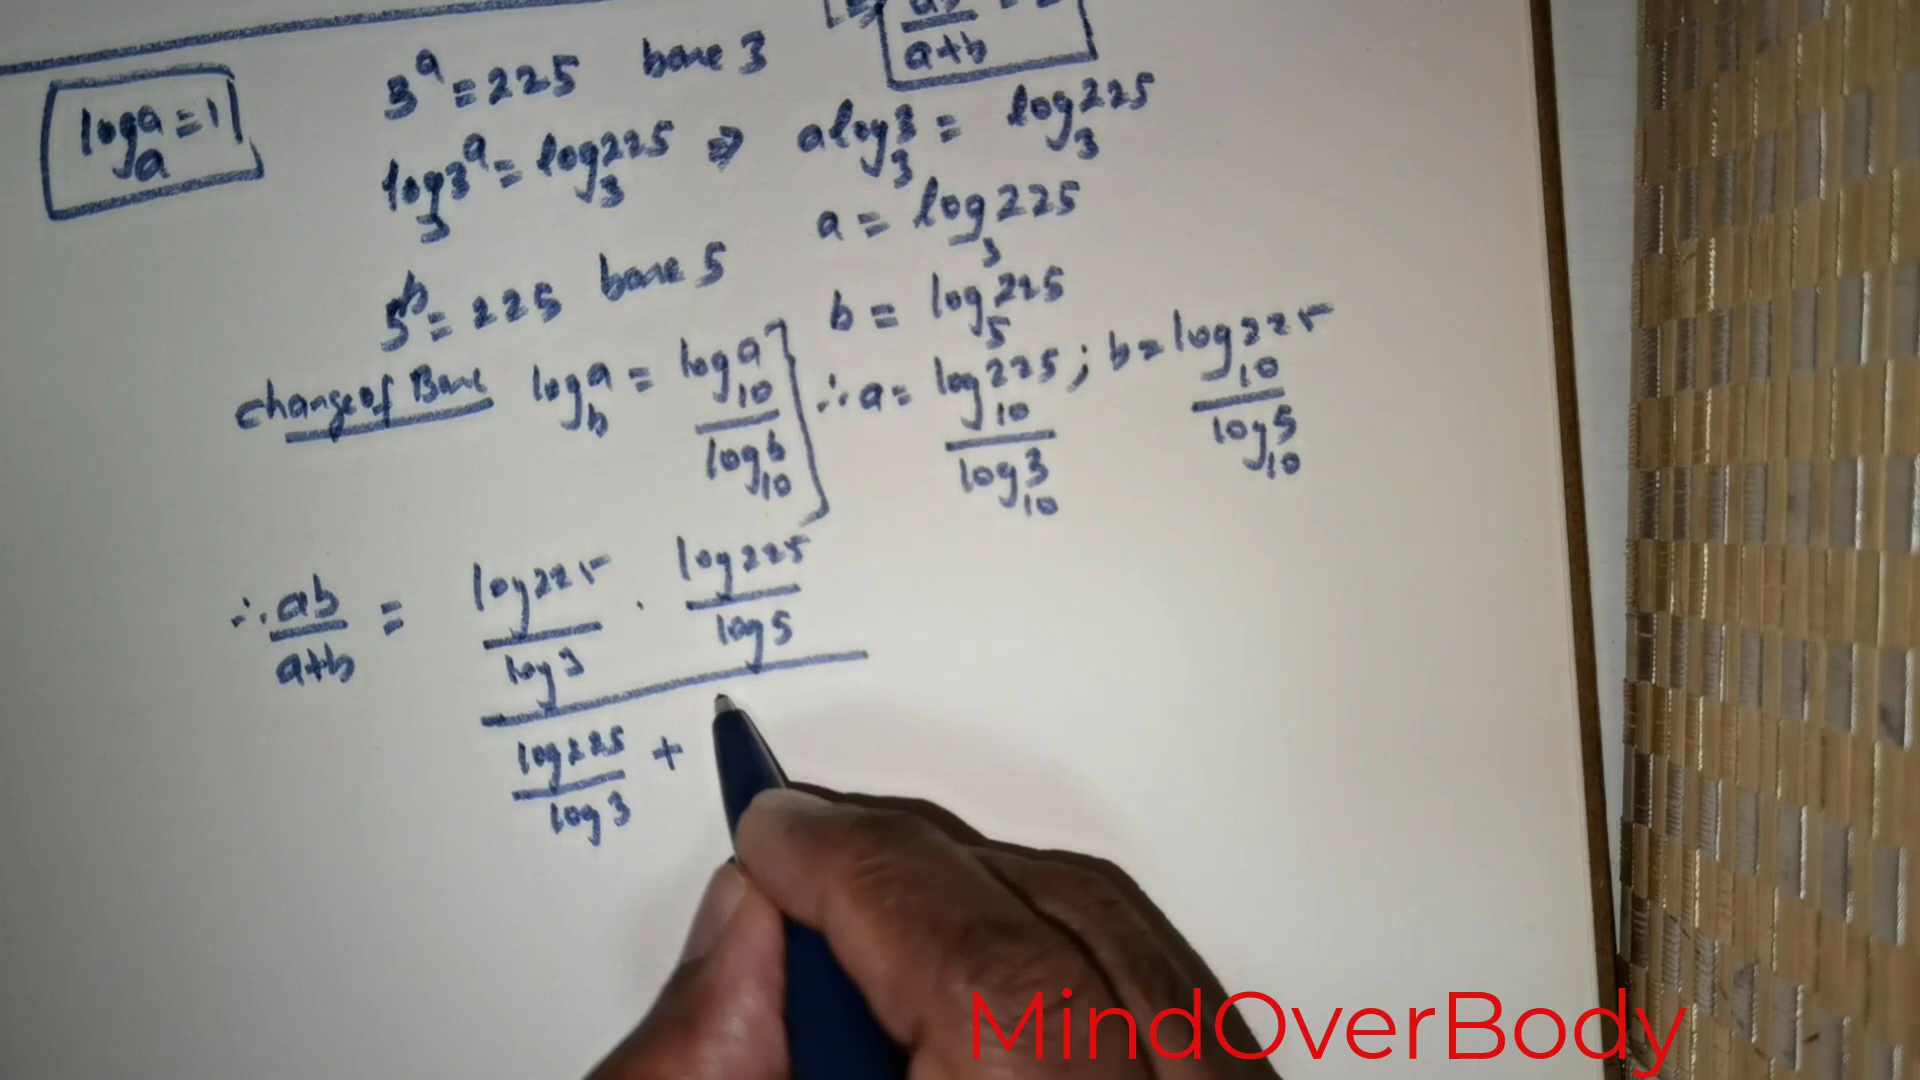 ab/a+b
3^a = 225 base 3
log_a a = 1
log_3 3^a = log_3 225 ⇒ a log_3 3 = log_3 225
a = log_3 225
5^b = 225 base 5
b = log_5 225
change of Base log_b a = log_10 a / log_10 b ] ∴ a = log_10 225 / log_10 3 ; b = log_10 225 / log_10 5
∴ ab/a+b = log 225 / log 3 · log 225 / log 5
log 225 / log 3 +
MindOverBody